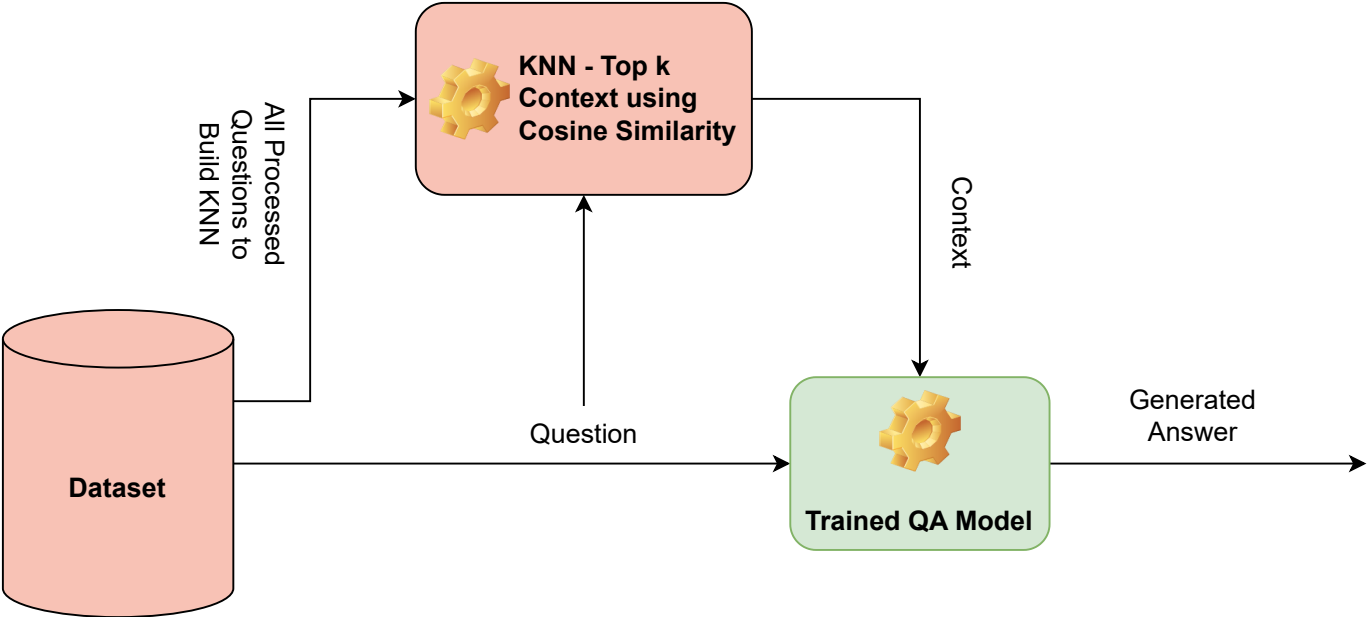 KNN - Top k
Context using
Cosine Similarity
All Processed
Questions to
Build KNN
Context
Dataset
Question
Trained QA Model
Generated
Answer